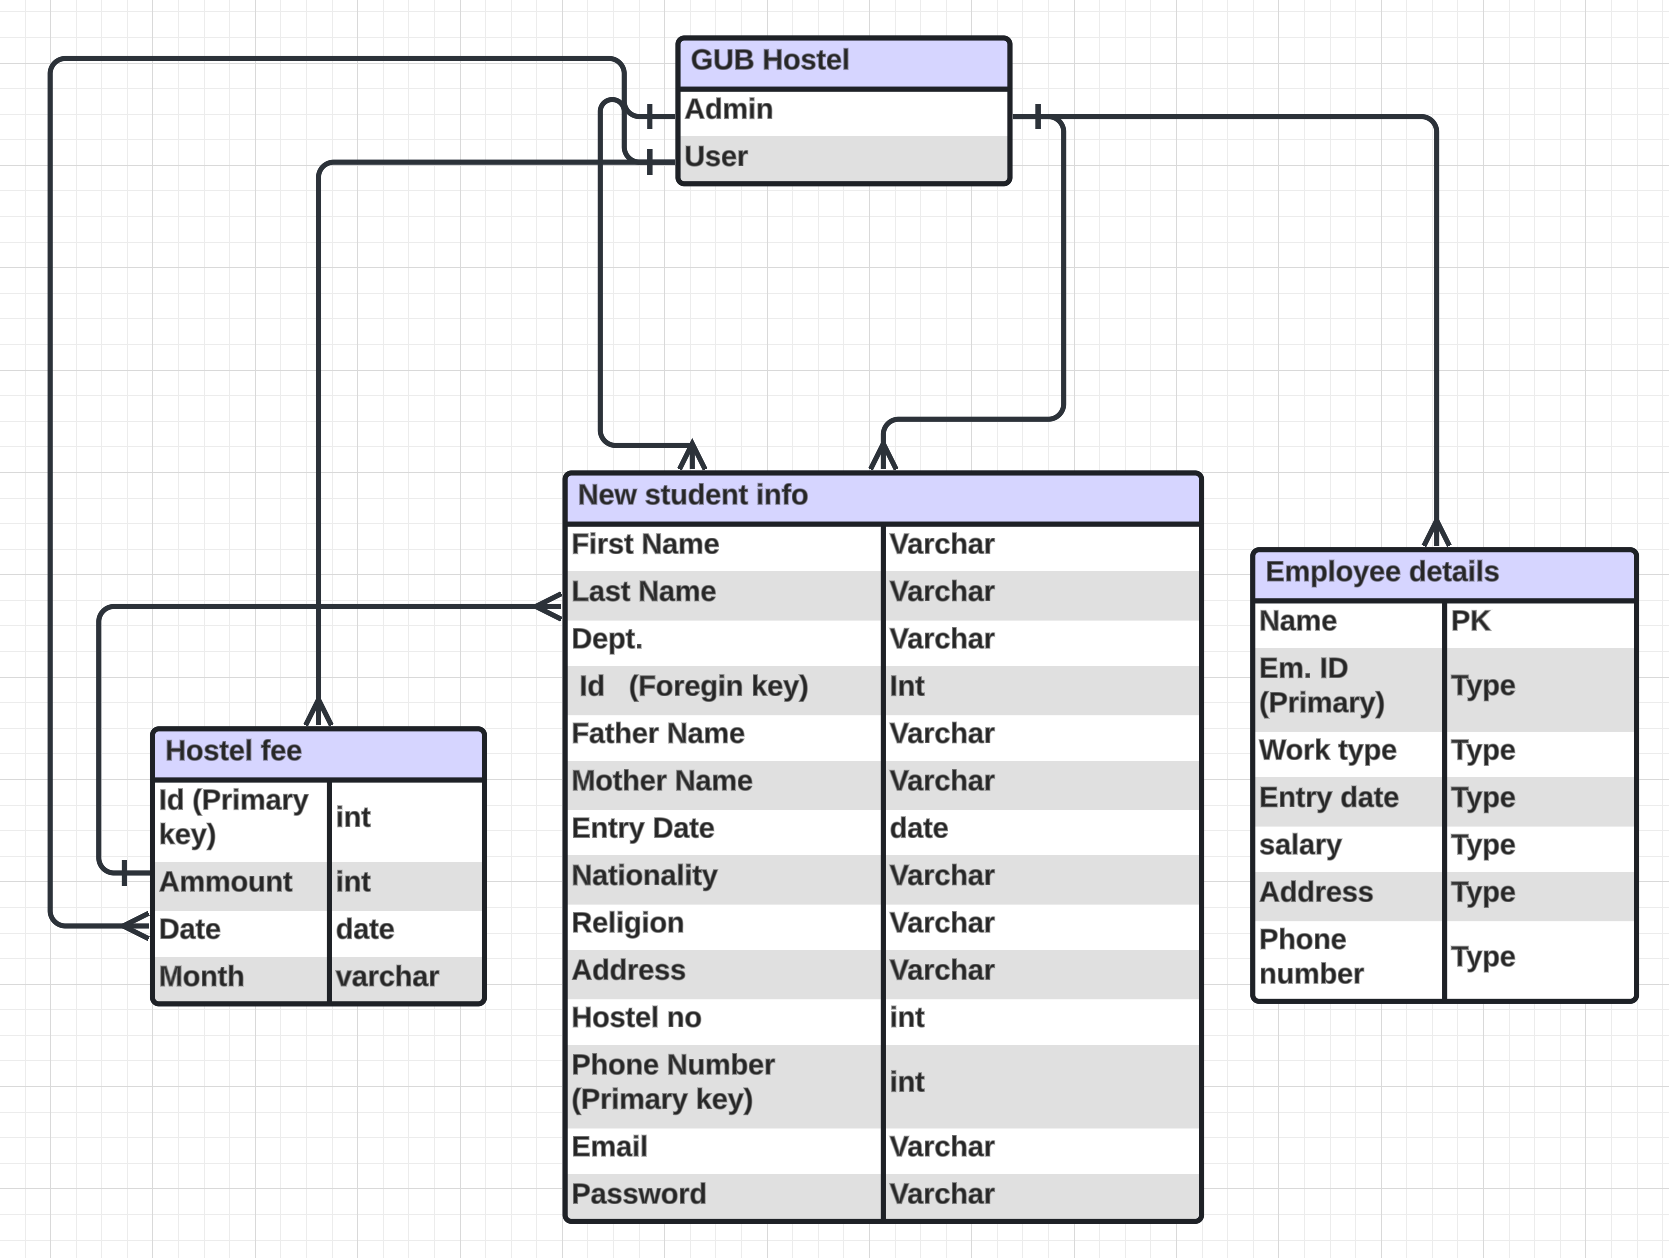 GUB Hostel
Admin
User
New student info
First Name Varchar
Last Name Varchar
Dept. Varchar
Id (Foregin key) Int
Father Name Varchar
Mother Name Varchar
Entry Date date
Nationality Varchar
Religion Varchar
Address Varchar
Hostel no int
Phone Number
(Primary key) int
Email Varchar
Password Varchar
Employee details
Name PK
Em. ID
(Primary) Type
Work type Type
Entry date Type
salary Type
Address Type
Phone
number Type
Hostel fee
Id (Primary
key) int
Ammount int
Date date
Month varchar